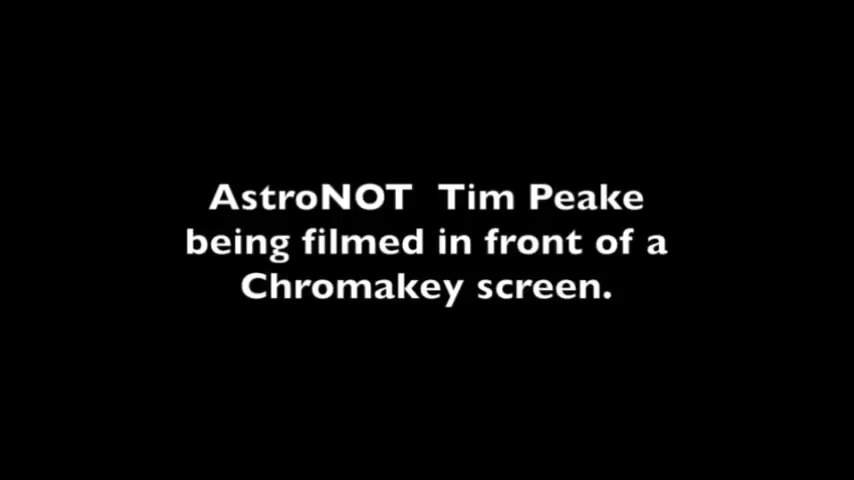 AstroNOT  Tim Peake
being filmed in front of a
Chromakey screen.